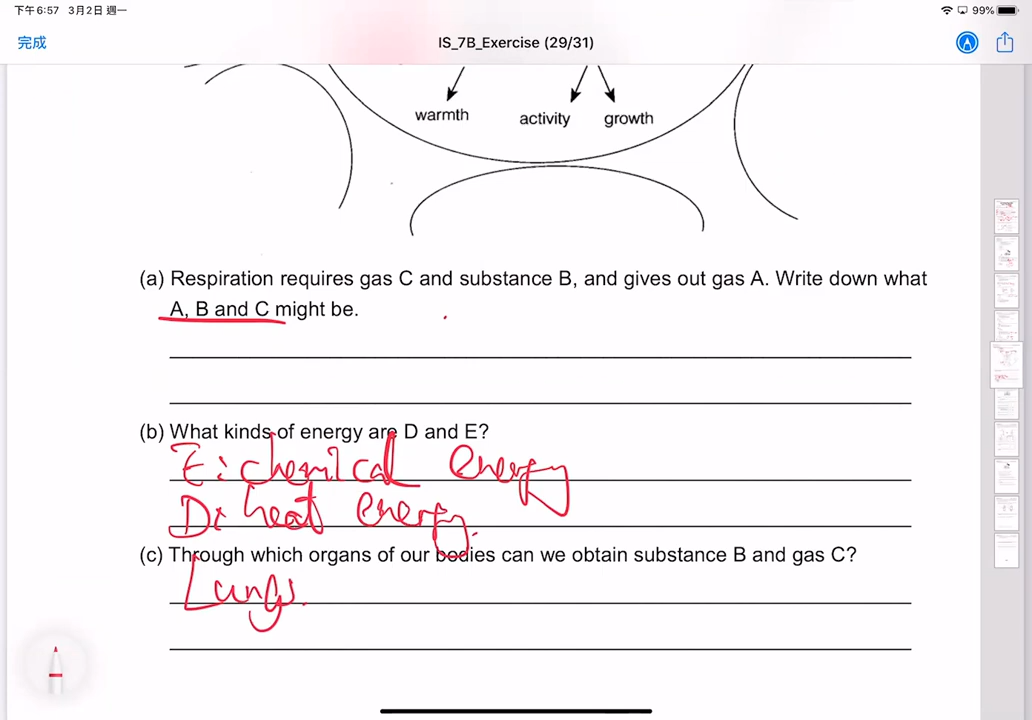 下午6:57 3月2日 週一
99%
完成
IS_7B_Exercise (29/31)
warmth
activity
growth
(a) Respiration requires gas C and substance B, and gives out gas A. Write down what
A, B and C might be.
(b) What kinds of energy are D and E?
E: chemical energy
D: heat energy.
(c) Through which organs of our bodies can we obtain substance B and gas C?
Lungs.